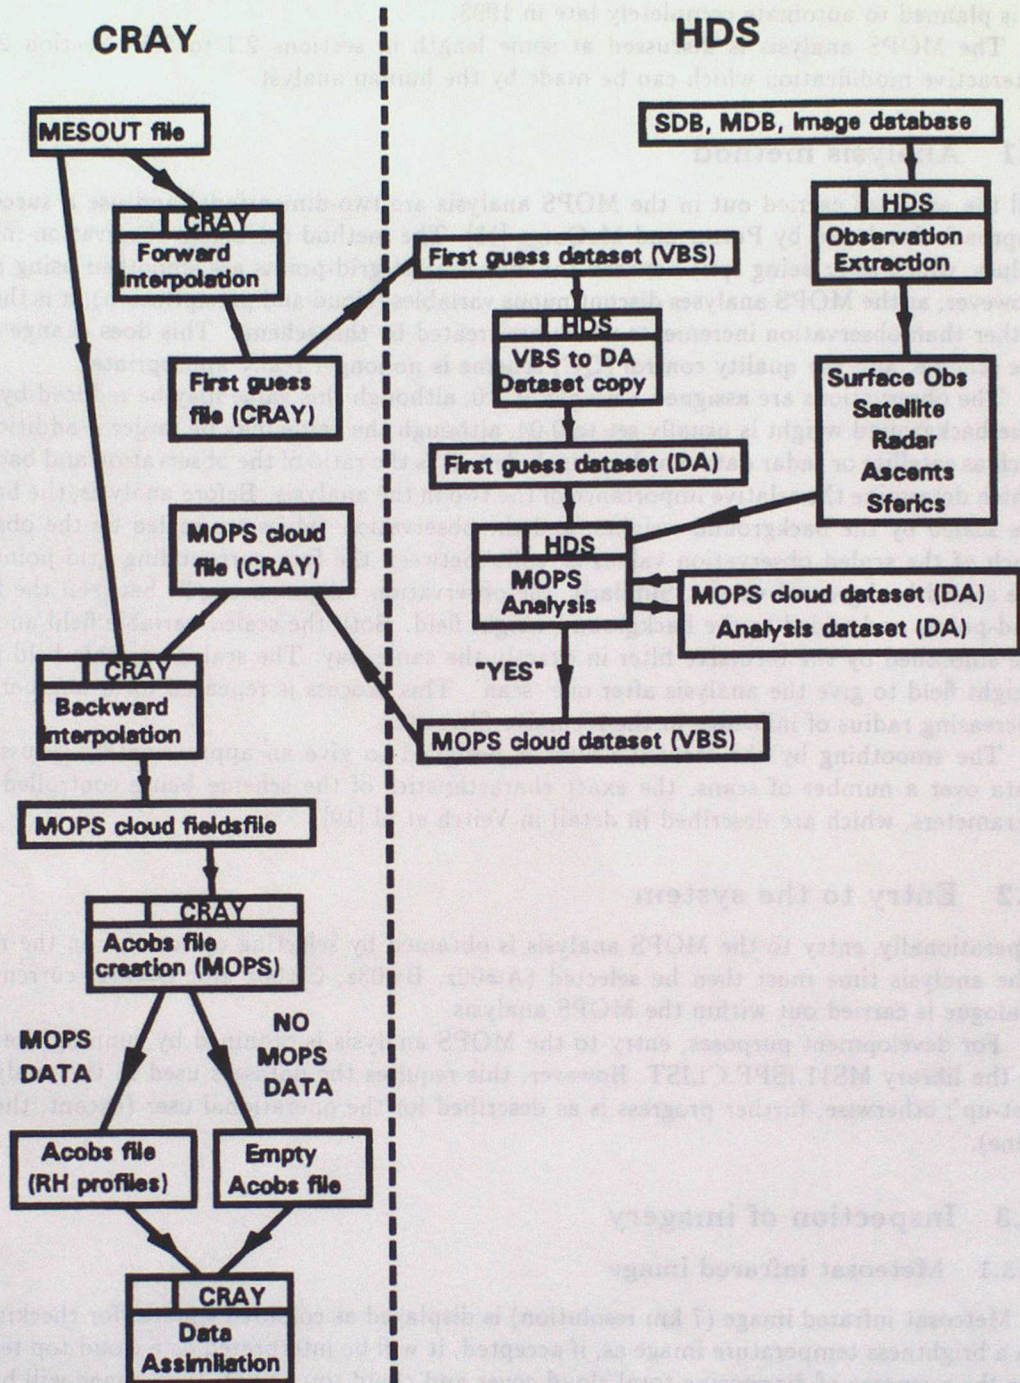 CRAY
HDS
MESOUT file
CRAY
Forward
Interpolation
First guess
file (CRAY)
MOPS cloud
file (CRAY)
CRAY
Backward
Interpolation
MOPS cloud fieldsfile
CRAY
Acobs file
creation (MOPS)
MOPS
DATA
NO
MOPS
DATA
Acobs file
(RH profiles)
Empty
Acobs file
CRAY
Data
Assimilation
SDB, MDB, Image database
HDS
Observation
Extraction
First guess dataset (VBS)
HDS
VBS to DA
Dataset copy
Surface Obs
Satellite
Radar
Ascents
Sferics
First guess dataset (DA)
HDS
MOPS
Analysis
MOPS cloud dataset (DA)
Analysis dataset (DA)
"YES"
MOPS cloud dataset (VBS)